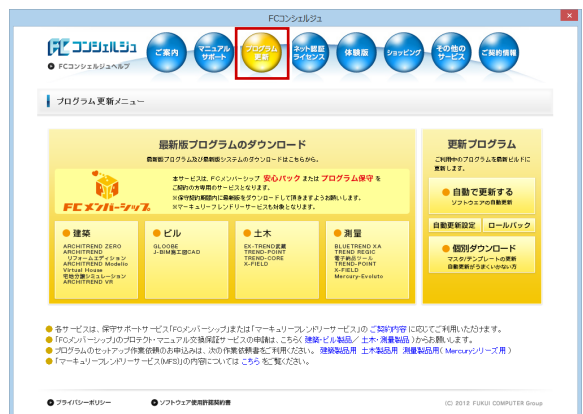 FCコンシェルジュ
FC コンシェルジュ
FCコンシェルジュヘルプ
ご案内
マニュアル
サポート
プログラム
更新
ネット認証
ライセンス
体験版
ショッピング
その他の
サービス
ご契約情報
プログラム更新メニュー
最新版プログラムのダウンロード
最新版プログラム及び最新版システムのダウンロードはこちらから。
FCメンバーシップ
本サービスは、FCメンバーシップ 安心パック または プログラム保守 を
ご契約の方専用のサービスとなります。
※保守契約期間内に最新版をダウンロードして頂きますようお願いします。
※マーキュリーフレンドリーサービスも対象となります。
建築
ARCHITREND ZERO
ARCHITREND
リフォームエディション
ARCHITREND Modelio
Virtual House
宅地分譲シミュレーション
ARCHITREND VR
ビル
GLOOBE
J-BIM施工図CAD
土木
EX-TREND武蔵
TREND-POINT
TREND-CORE
X-FIELD
測量
BLUETREND XA
TREND REGIC
電子納品ツール
TREND-POINT
X-FIELD
Mercury-Evoluto
更新プログラム
ご利用中のプログラムを最新ビルドに
更新します。
自動で更新する
ソフトウェアの自動更新
自動更新設定
ロールバック
個別ダウンロード
マスタ/テンプレートの更新
自動更新がうまくいかない方
各サービスは、保守サポートサービス「FCメンバーシップ」または「マーキュリーフレンドリーサービス」の ご契約内容 に応じてご利用いただけます。
「FCメンバーシップ」のプロテクト・マニュアル交換保証サービスの申請は、こちら( 建築・ビル製品／ 土木・測量製品 )からお願いします。
プログラムのセットアップ作業依頼のお申込みは、次の作業依頼書をご利用ください。 建築製品用 土木製品用 測量製品用( Mercuryシリーズ用 )
「マーキュリーフレンドリーサービス(MFS)」の内容については こちら をご覧ください。
プライバシーポリシー
ソフトウェア使用許諾契約書
(C) 2012 FUKUI COMPUTER Group